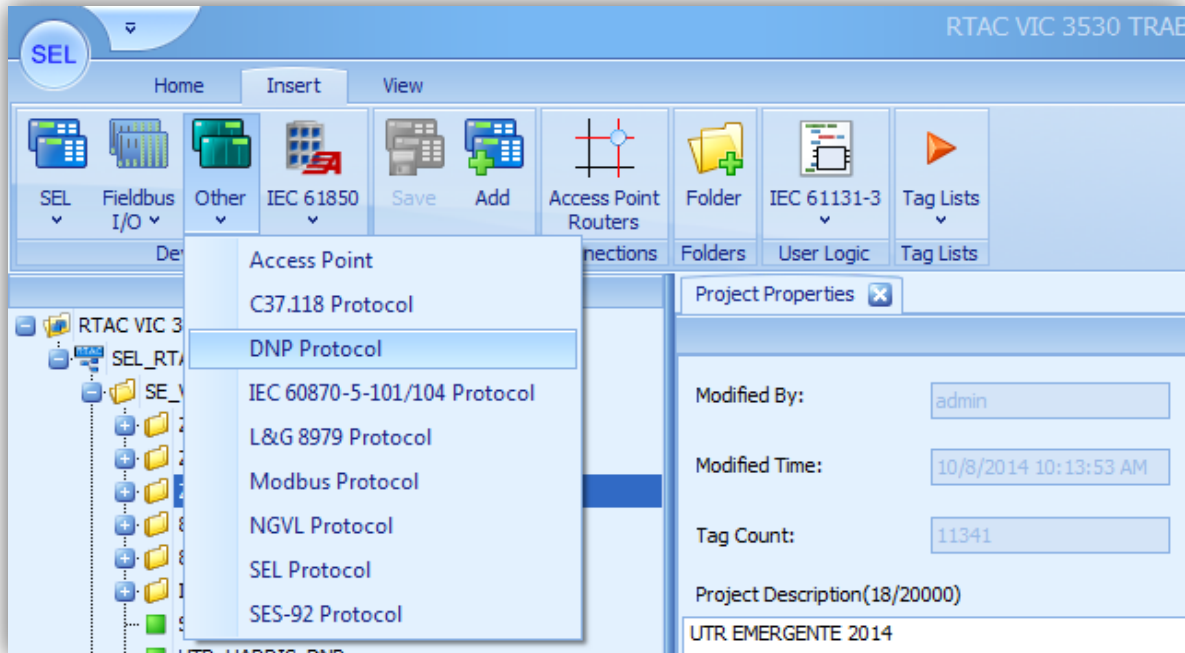 RTAC VIC 3530 TRAE
SEL
Home Insert View
SEL
Fieldbus I/O
Other
IEC 61850
Save
Add
Access Point Routers
Folder
IEC 61131-3
Tag Lists
Folders
User Logic
Tag Lists
Access Point
C37.118 Protocol
DNP Protocol
IEC 60870-5-101/104 Protocol
L&G 8979 Protocol
Modbus Protocol
NGVL Protocol
SEL Protocol
SES-92 Protocol
RTAC VIC 3
Project Properties
Modified By: admin
Modified Time: 10/8/2014 10:13:53 AM
Tag Count: 11341
Project Description(18/20000)
UTR EMERGENTE 2014